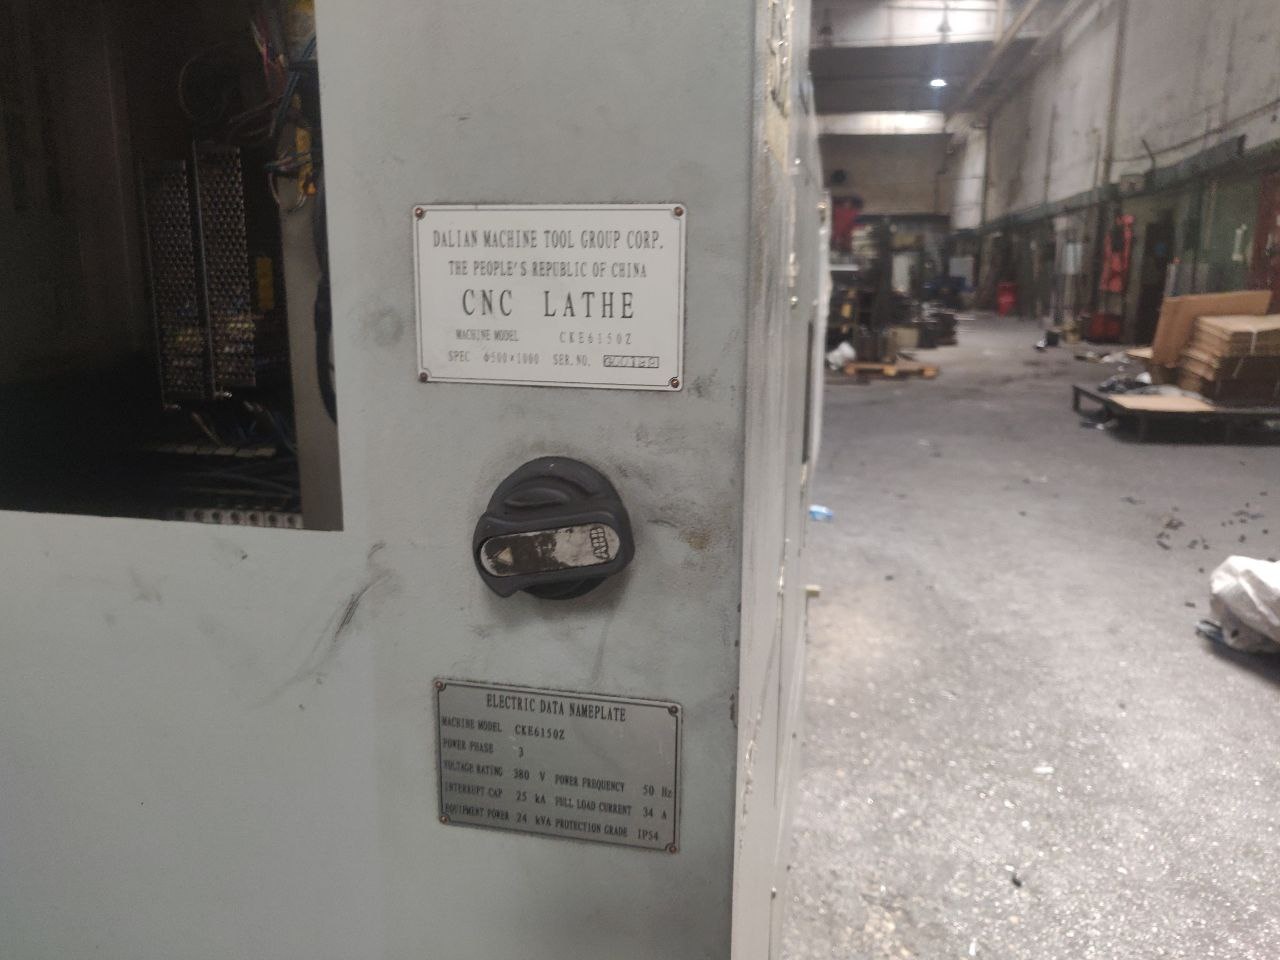 DALIAN MACHINE TOOL GROUP CORP.
THE PEOPLE'S REPUBLIC OF CHINA
CNC LATHE
MACHINE MODEL CKE6150Z
SPEC Φ500×1000 SER.NO.
ABB
ELECTRIC DATA NAMEPLATE
MACHINE MODEL CKE6150Z
POWER PHASE 3
VOLTAGE RATING 380 V POWER FREQUENCY 50 Hz
INTERRUPT CAP 25 kA FULL LOAD CURRENT 34 A
EQUIPMENT POWER 24 kVA PROTECTION GRADE IP54